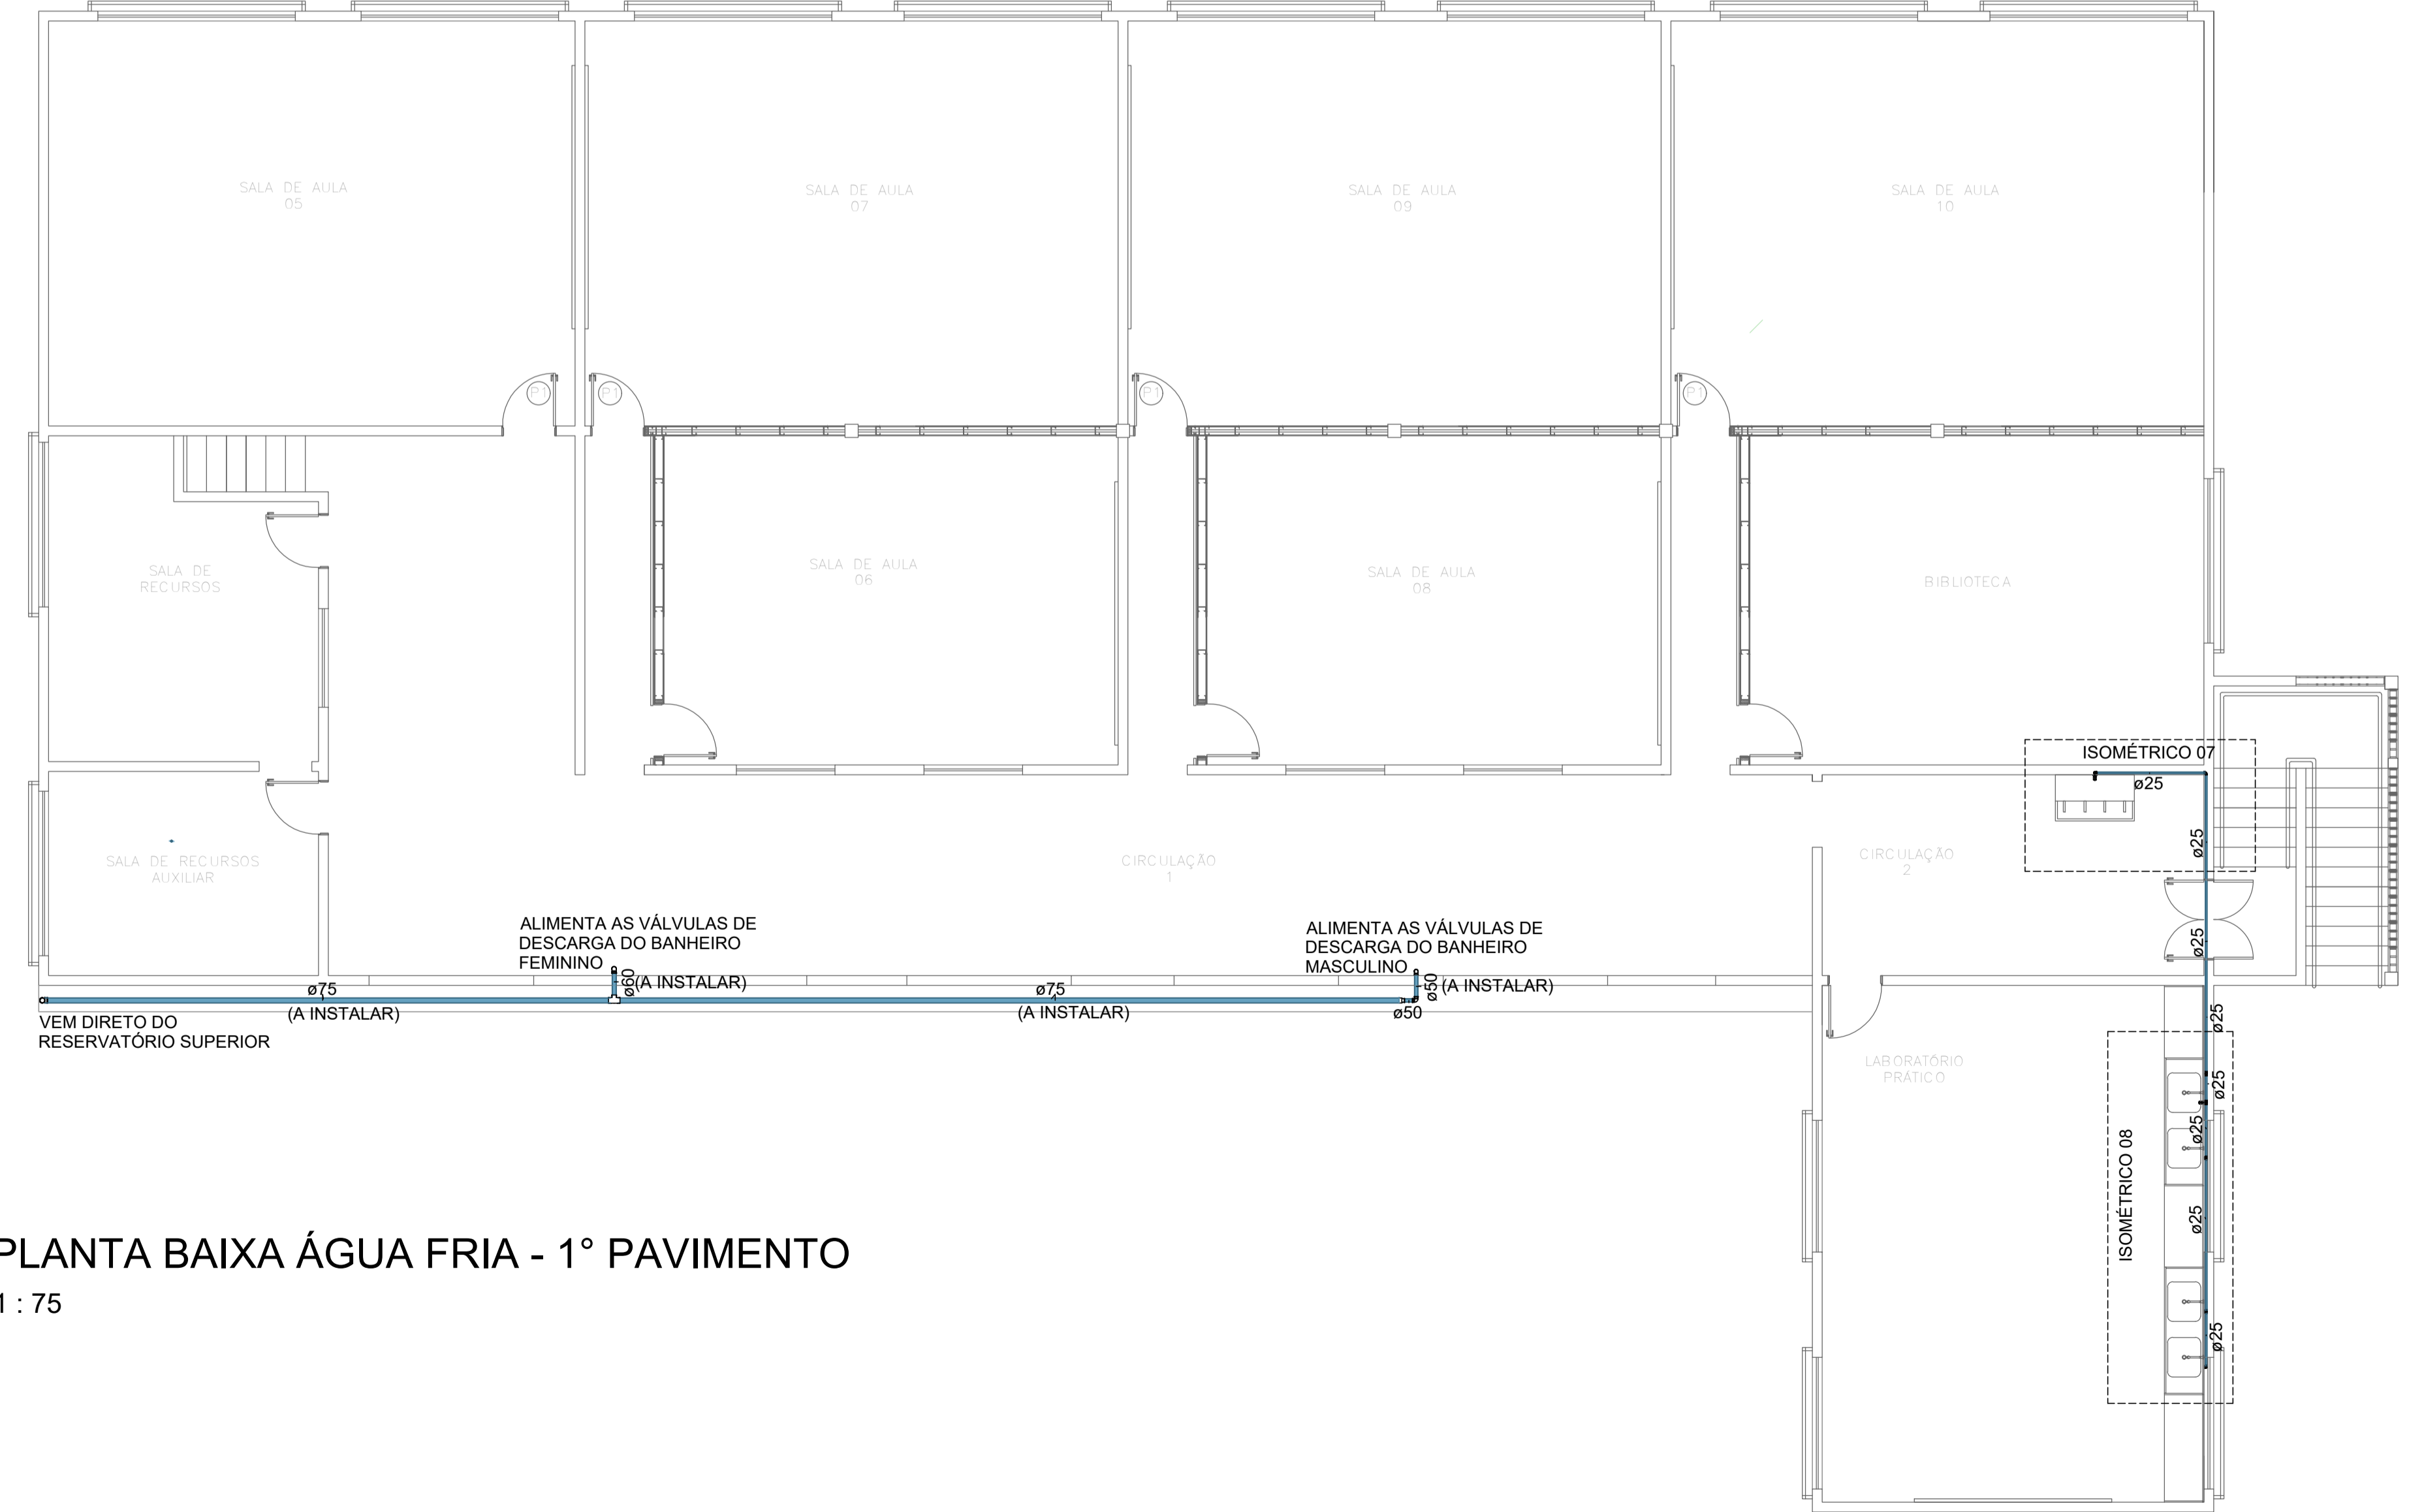 SALA DE AULA
05
SALA DE AULA
07
SALA DE AULA
09
SALA DE AULA
10
P1
P1
P1
P1
SALA DE
RECURSOS
SALA DE AULA
06
SALA DE AULA
08
BIBLIOTECA
ISOMÉTRICO 07
ø25
ø25
SALA DE RECURSOS
AUXILIAR
CIRCULAÇÃO
1
CIRCULAÇÃO
2
ALIMENTA AS VÁLVULAS DE
DESCARGA DO BANHEIRO
FEMININO
ø60
(A INSTALAR)
ALIMENTA AS VÁLVULAS DE
DESCARGA DO BANHEIRO
MASCULINO
ø50
(A INSTALAR)
ø25
ø75
(A INSTALAR)
ø75
(A INSTALAR)
ø50
VEM DIRETO DO
RESERVATÓRIO SUPERIOR
ø25
LABORATÓRIO
PRÁTICO
ø25
ø25
ISOMÉTRICO 08
ø25
ø25
PLANTA BAIXA ÁGUA FRIA - 1° PAVIMENTO
1 : 75